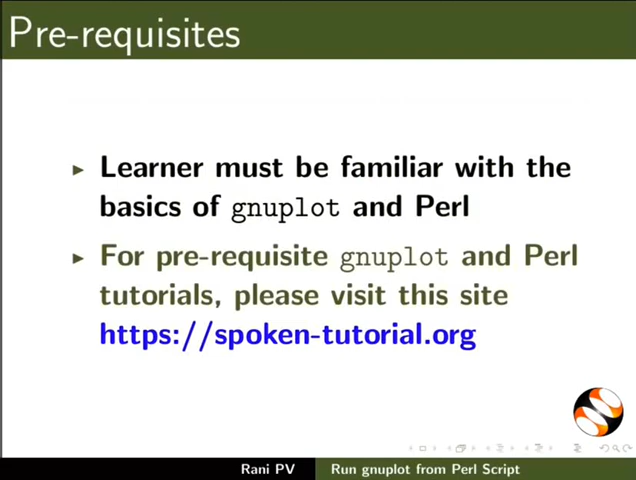 Pre-requisites
Learner must be familiar with the
basics of gnuplot and Perl
For pre-requisite gnuplot and Perl
tutorials, please visit this site
https://spoken-tutorial.org
Rani PV Run gnuplot from Perl Script